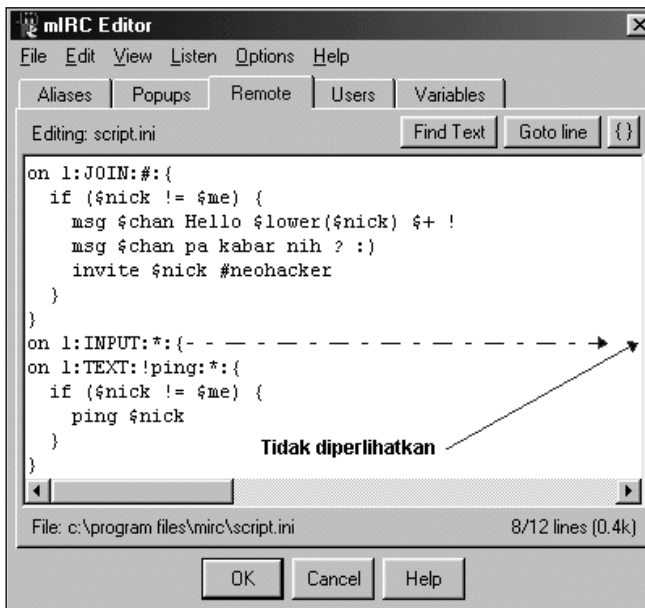 mIRC Editor
File Edit View Listen Options Help
Aliases Popups Remote Users Variables
Editing: script.ini Find Text Goto line { }
on 1:JOIN:#:{
if ($nick != $me) {
msg $chan Hello $lower($nick) $+ !
msg $chan pa kabar nih ? :)
invite $nick #neohacker
}
}
on 1:INPUT:*:{
on 1:TEXT:!ping:*:{
if ($nick != $me) {
ping $nick
}
Tidak diperlihatkan
}
File: c:\program files\mirc\script.ini 8/12 lines (0.4k)
OK Cancel Help